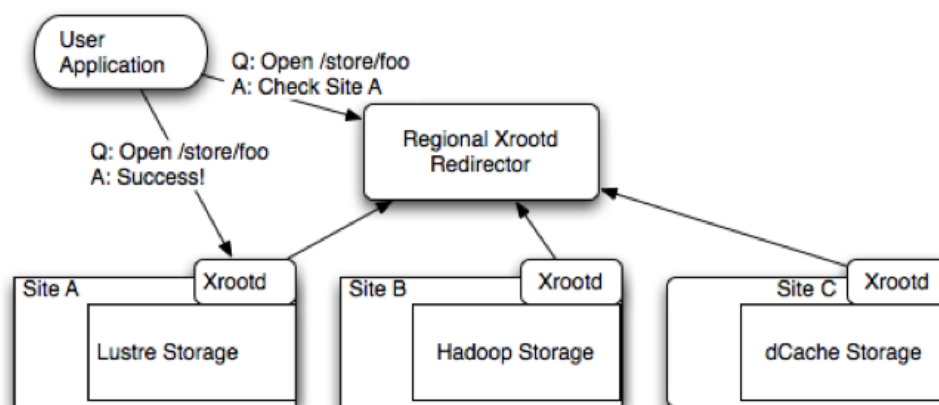 User
Application
Q: Open /store/foo
A: Check Site A
Q: Open /store/foo
A: Success!
Regional Xrootd
Redirector
Site A
Xrootd
Lustre Storage
Site B
Xrootd
Hadoop Storage
Site C
Xrootd
dCache Storage